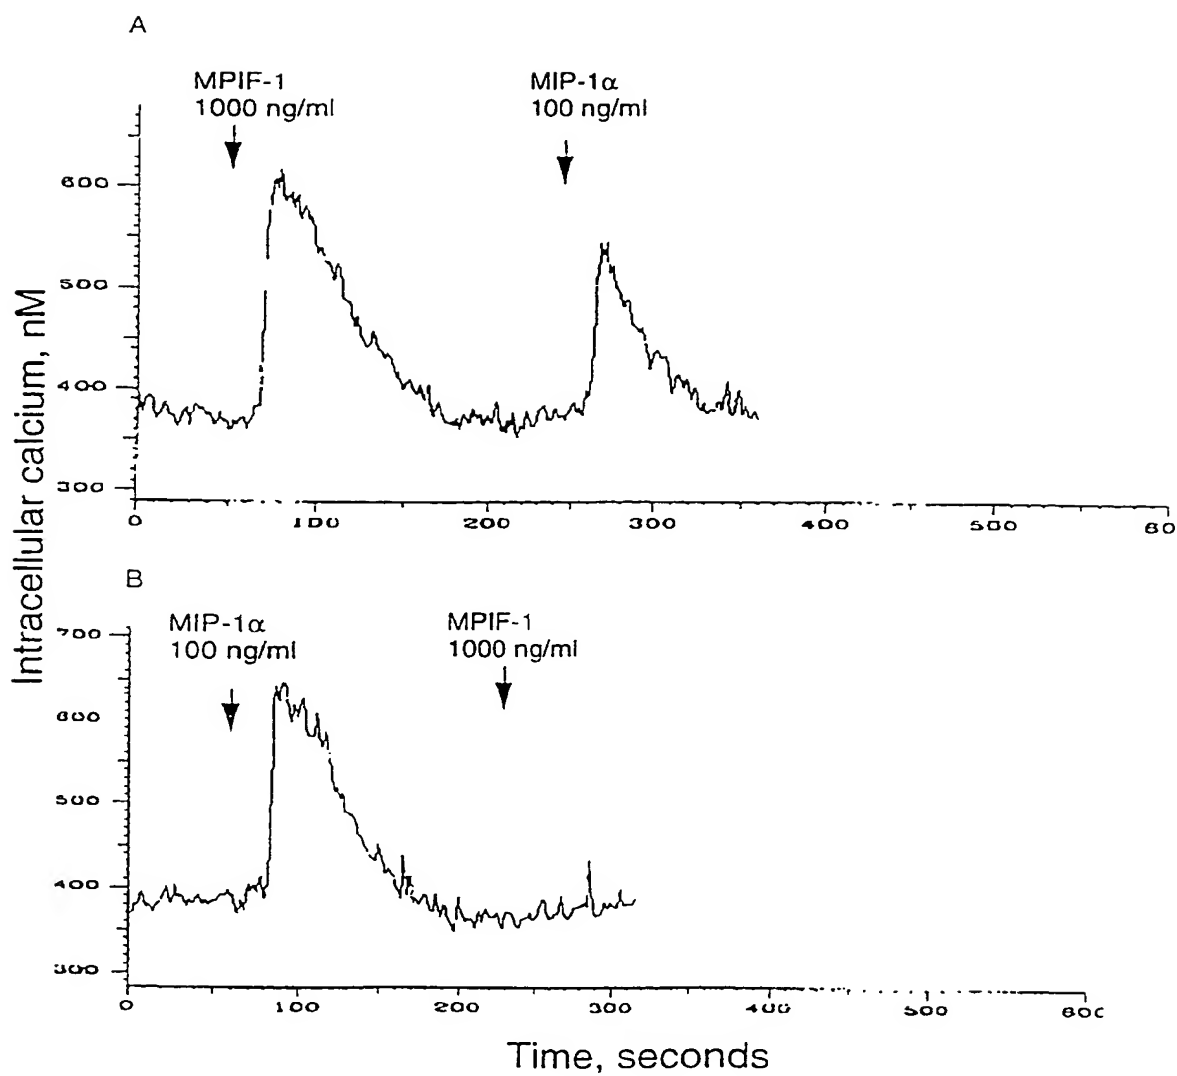 A
MPIF-1
1000 ng/ml
MIP-1α
100 ng/ml
600
500
400
300
0 100 200 300 400 500 60
Intracellular calcium, nM
B
MIP-1α
100 ng/ml
MPIF-1
1000 ng/ml
700
600
500
400
300
0 100 200 300 400 500 600
Time, seconds